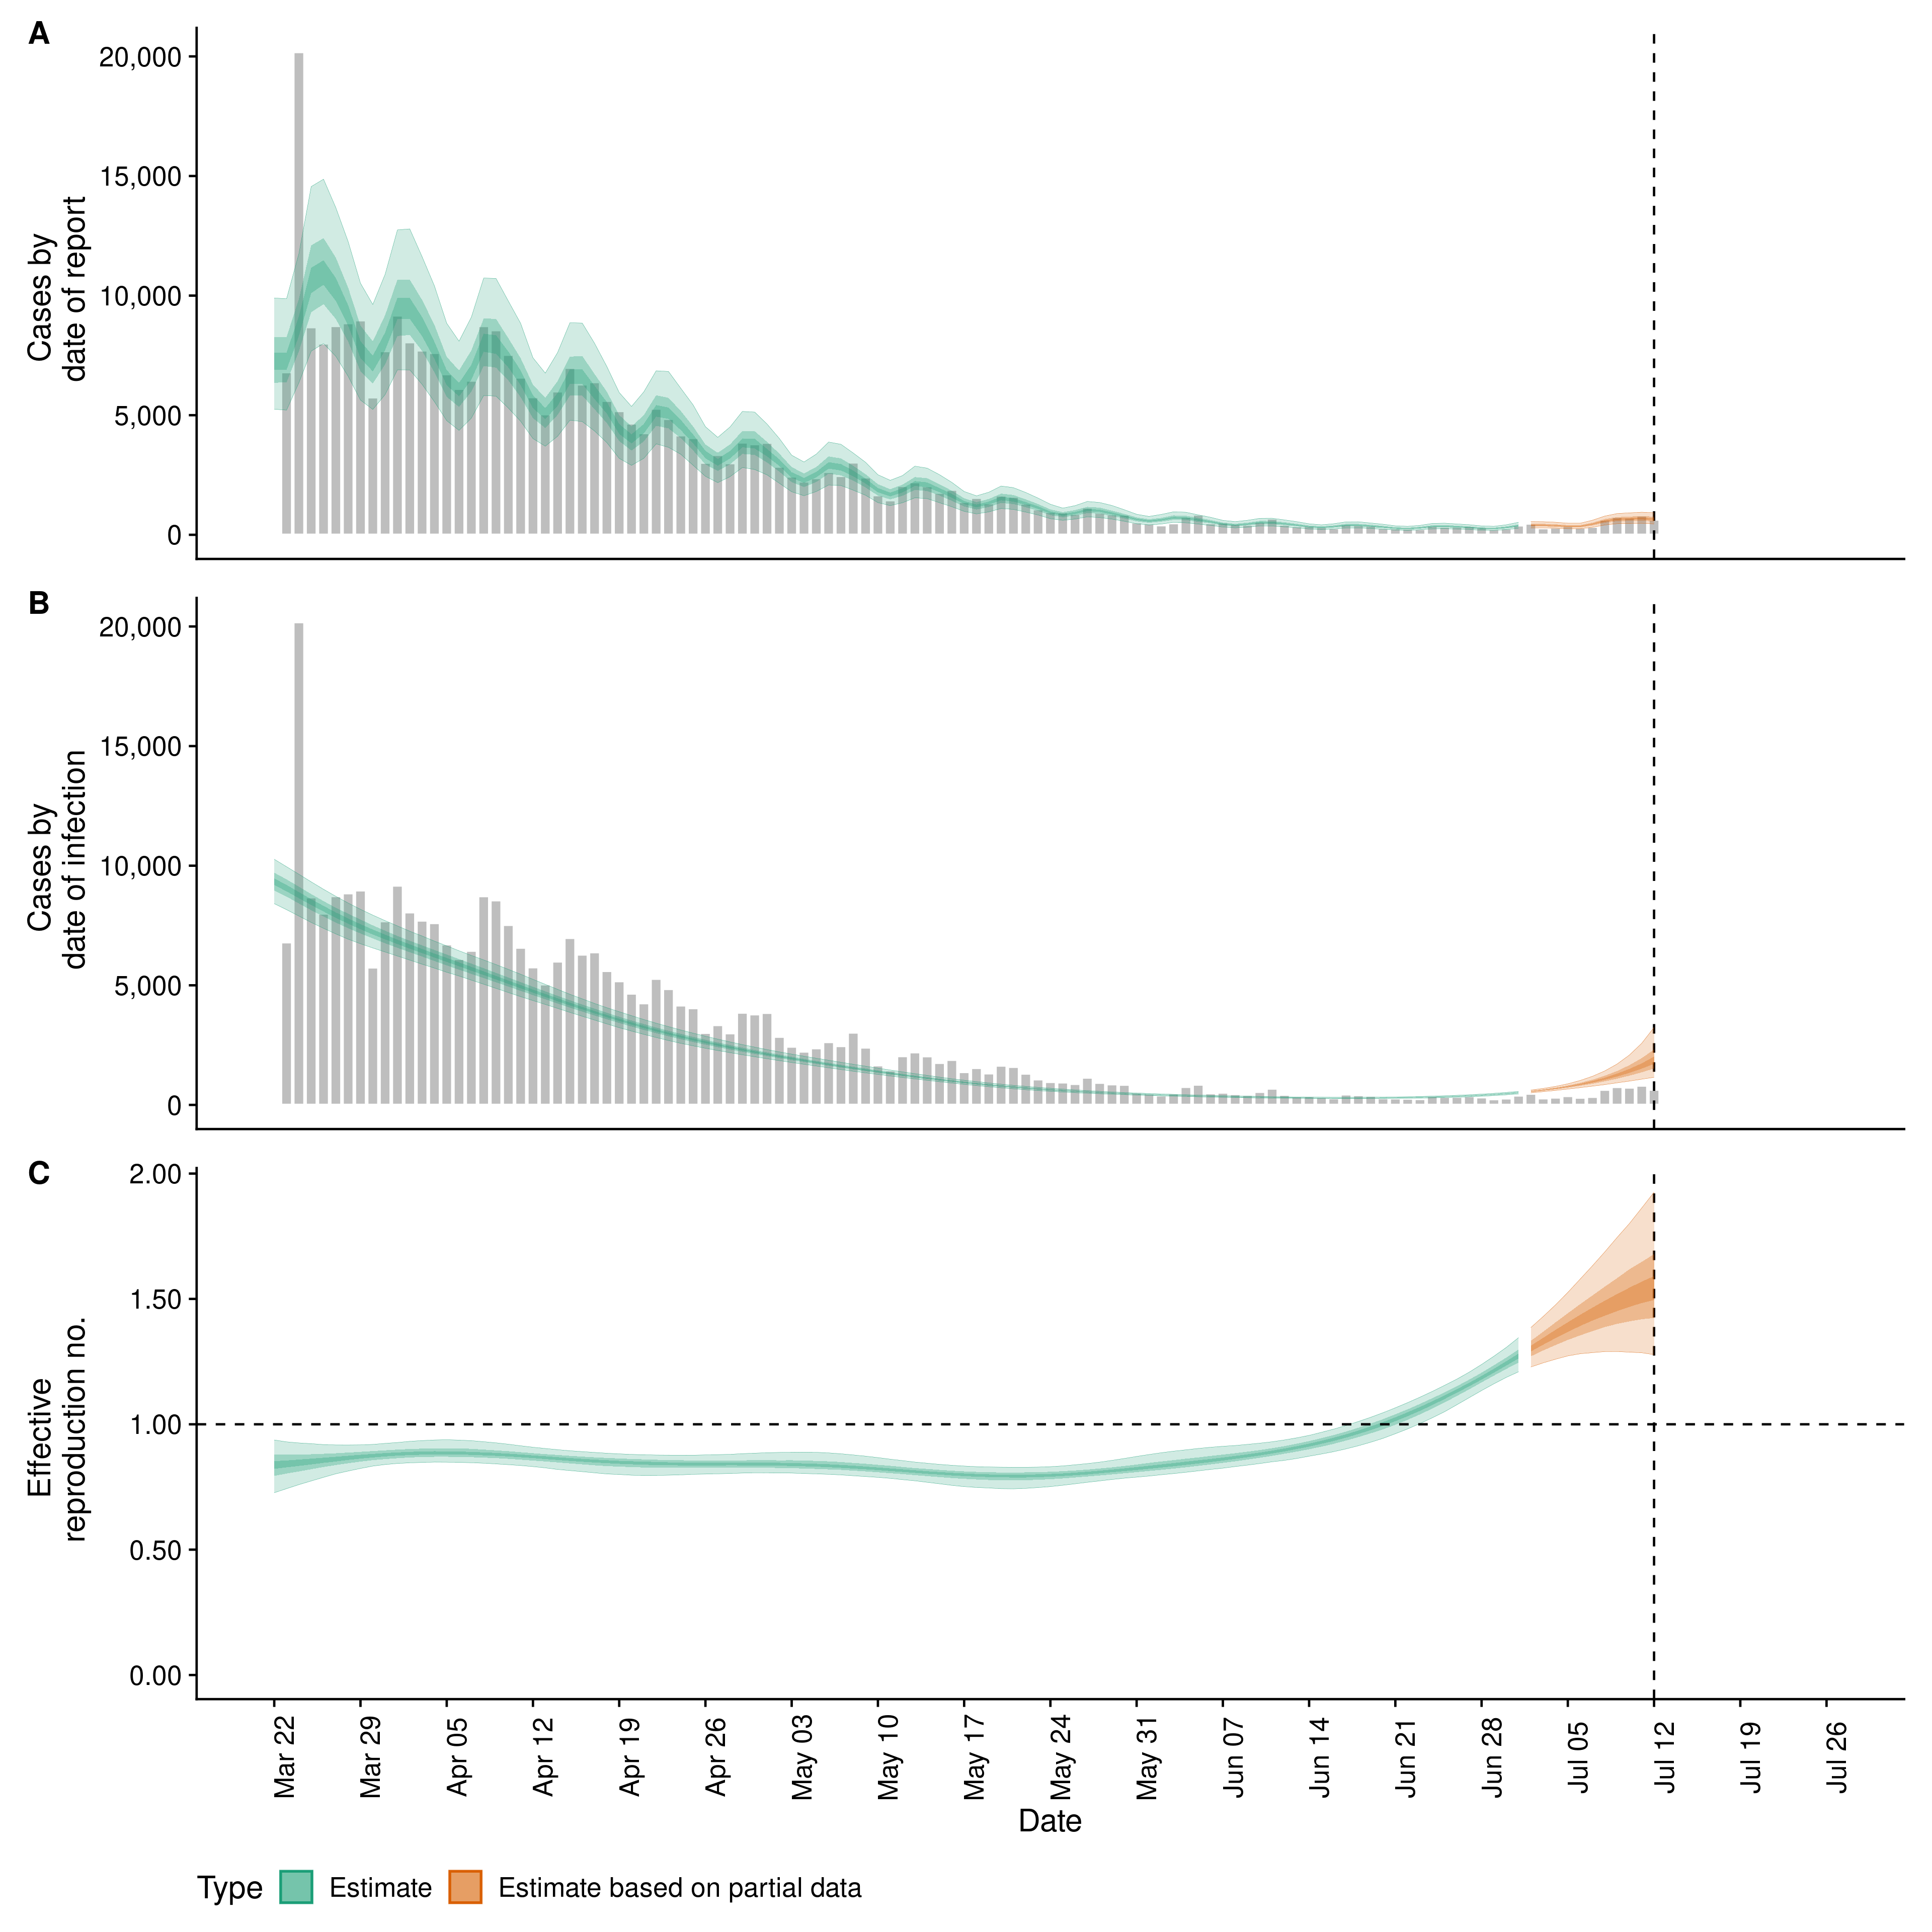 A
20,000
15,000
10,000
5,000
0
Cases by
date of report
B
20,000
15,000
10,000
5,000
0
Cases by
date of infection
C
2.00
1.50
1.00
0.50
0.00
Effective
reproduction no.
Mar 22
Mar 29
Apr 05
Apr 12
Apr 19
Apr 26
May 03
May 10
May 17
May 24
May 31
Jun 07
Jun 14
Jun 21
Jun 28
Jul 05
Jul 12
Jul 19
Jul 26
Date
Type Estimate Estimate based on partial data